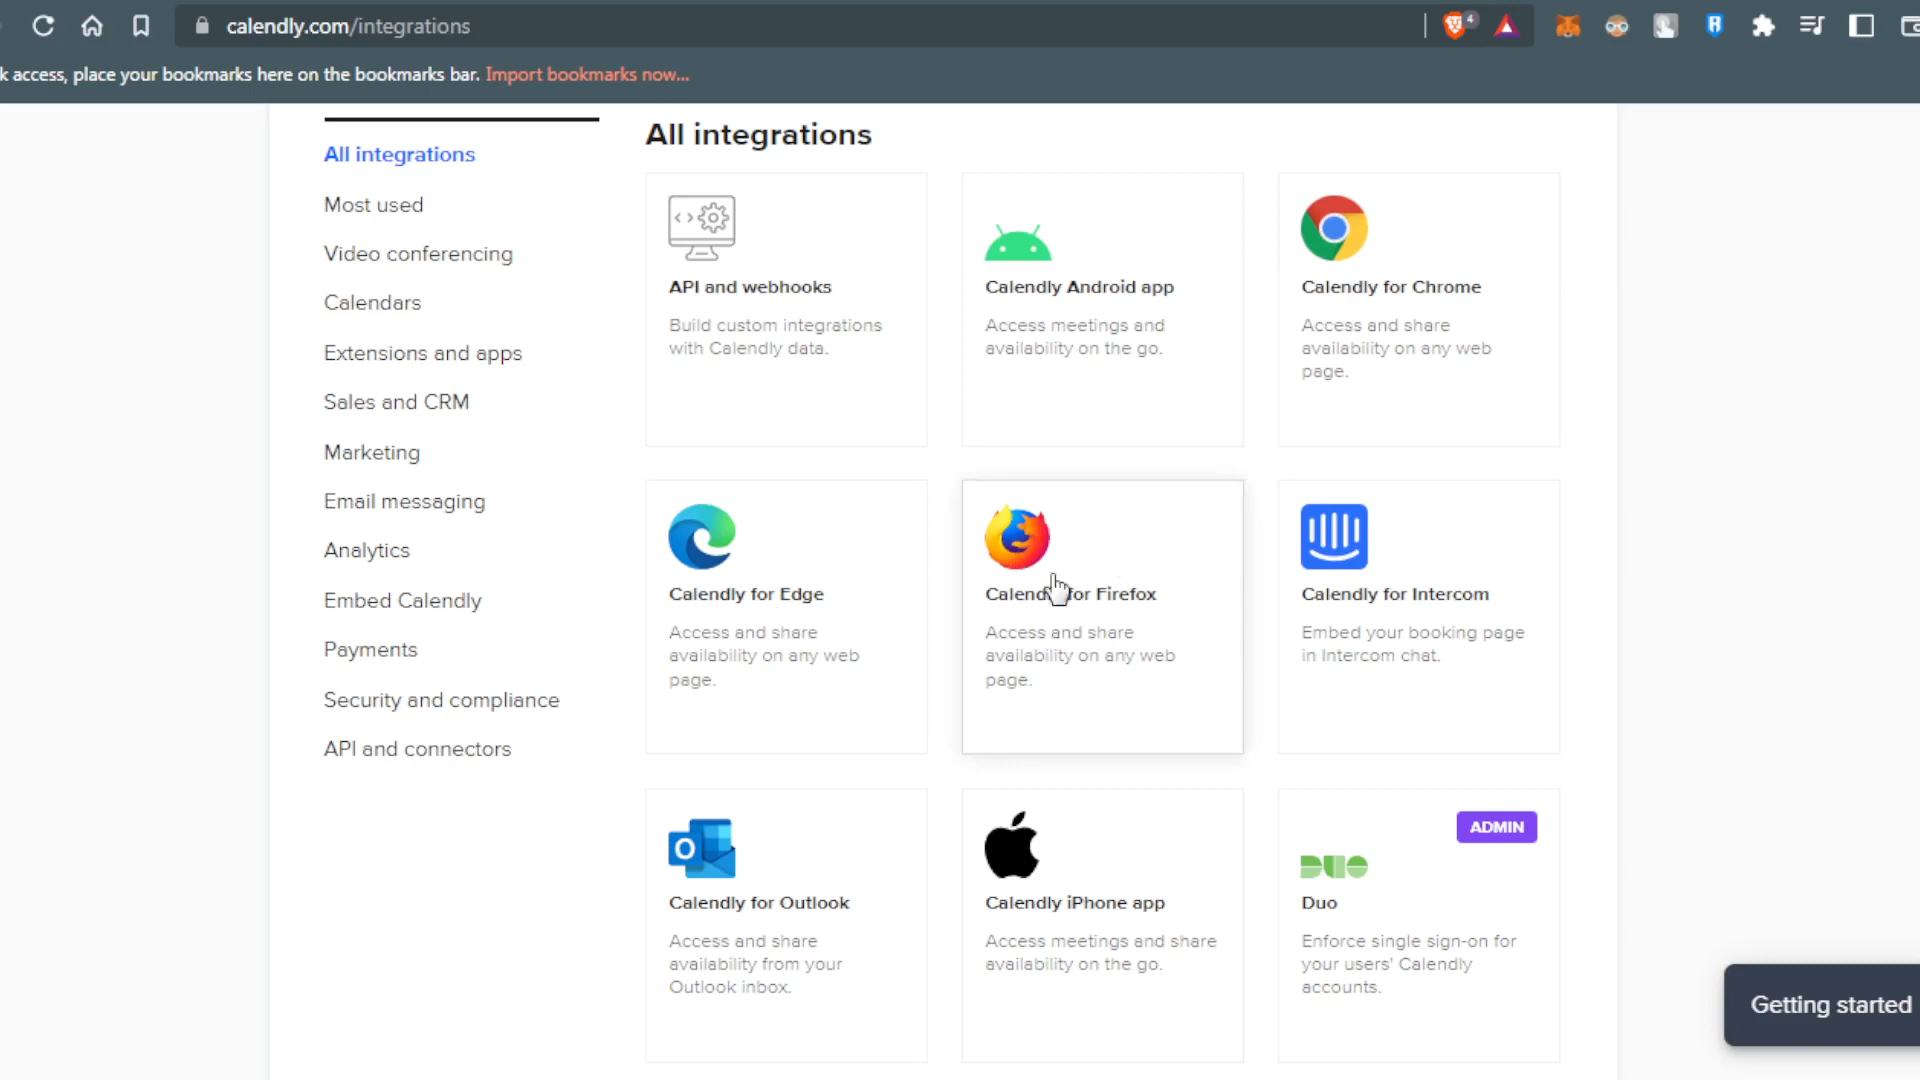 calendly.com/integrations
4
k access, place your bookmarks here on the bookmarks bar. Import bookmarks now...
All integrations
Most used
Video conferencing
Calendars
Extensions and apps
Sales and CRM
Marketing
Email messaging
Analytics
Embed Calendly
Payments
Security and compliance
API and connectors
All integrations
API and webhooks
Build custom integrations
with Calendly data.
Calendly Android app
Access meetings and
availability on the go.
Calendly for Chrome
Access and share
availability on any web
page.
Calendly for Edge
Access and share
availability on any web
page.
Calendly for Firefox
Access and share
availability on any web
page.
Calendly for Intercom
Embed your booking page
in Intercom chat.
O
Calendly for Outlook
Access and share
availability from your
Outlook inbox.
Calendly iPhone app
Access meetings and share
availability on the go.
ADMIN
DUO
Duo
Enforce single sign-on for
your users' Calendly
accounts.
Getting started